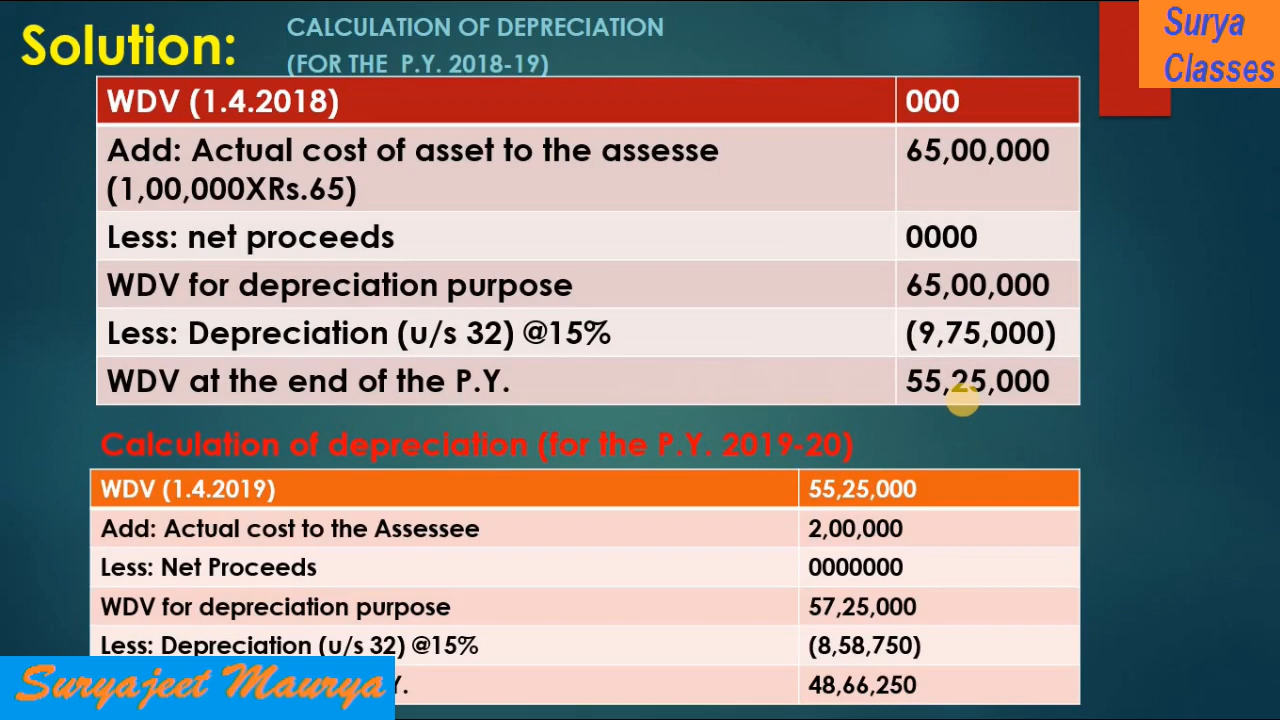 Solution:
CALCULATION OF DEPRECIATION
(FOR THE P.Y. 2018-19)
Surya
Classes
WDV (1.4.2018) 000
Add: Actual cost of asset to the assesse 65,00,000
(1,00,000XRs.65)
Less: net proceeds 0000
WDV for depreciation purpose 65,00,000
Less: Depreciation (u/s 32) @15% (9,75,000)
WDV at the end of the P.Y. 55,25,000
Calculation of depreciation (for the P.Y. 2019-20)
WDV (1.4.2019) 55,25,000
Add: Actual cost to the Assessee 2,00,000
Less: Net Proceeds 0000000
WDV for depreciation purpose 57,25,000
Less: Depreciation (u/s 32) @15% (8,58,750)
Y. 48,66,250
Suryajeet Maurya